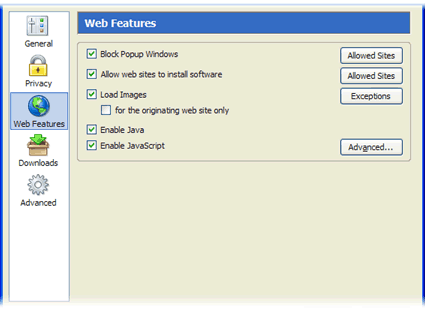 General
Privacy
Web Features
Downloads
Advanced
Web Features
Block Popup Windows
Allowed Sites
Allow web sites to install software
Allowed Sites
Load Images
Exceptions
for the originating web site only
Enable Java
Enable JavaScript
Advanced...